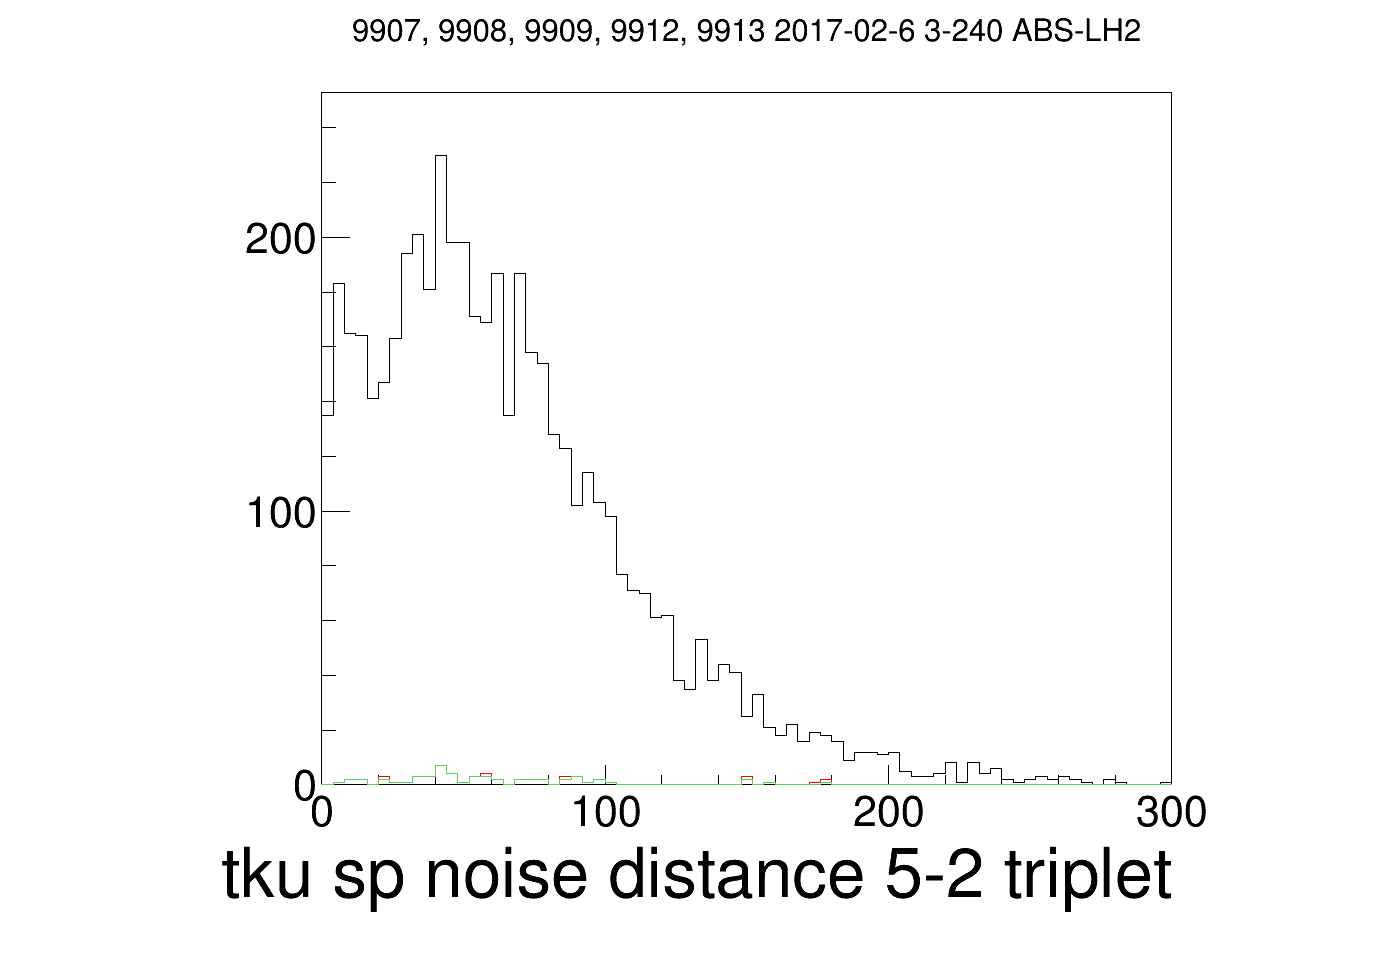 9907, 9908, 9909, 9912, 9913 2017-02-6 3-240 ABS-LH2
200
100
0
0 100 200 300
tku sp noise distance 5-2 triplet